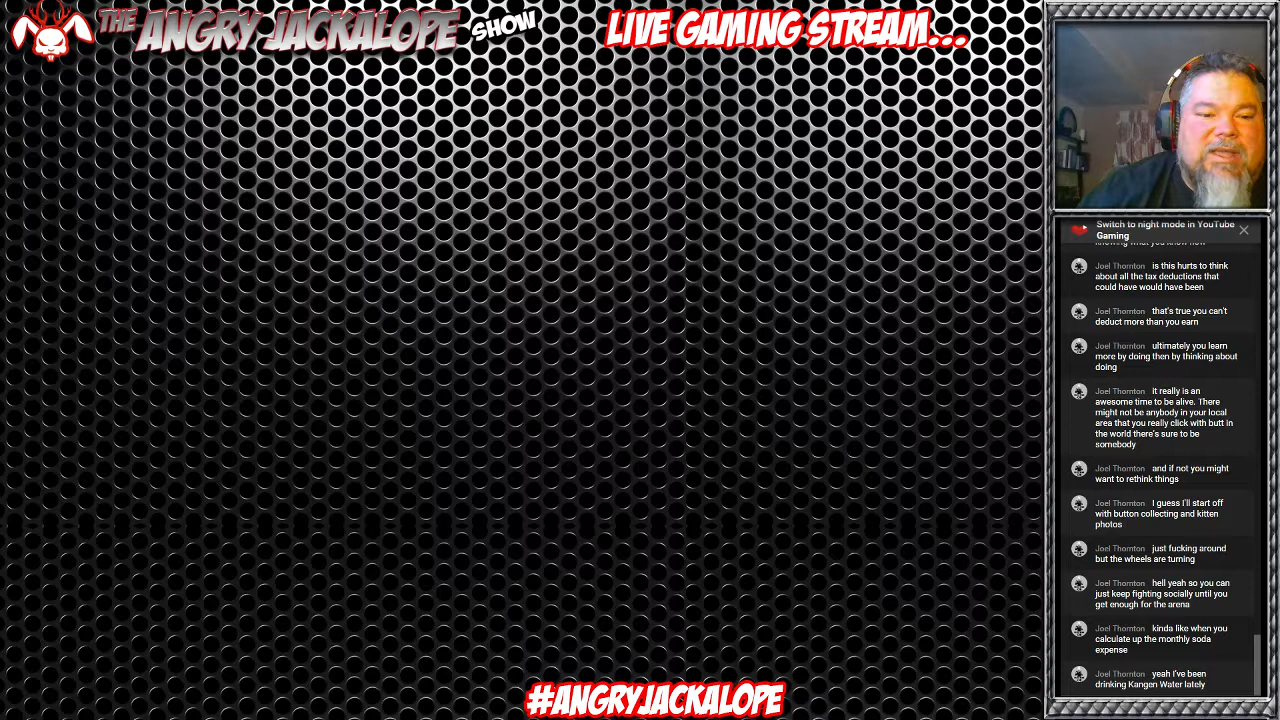 THE ANGRY JACKALOPE SHOW
LIVE GAMING STREAM...
Switch to night mode in YouTube
Gaming
knowing what you know now
Joel Thornton is this hurts to think
about all the tax deductions that
could have would have been
Joel Thornton that's true you can't
deduct more than you earn
Joel Thornton ultimately you learn
more by doing then by thinking about
doing
Joel Thornton it really is an
awesome time to be alive. There
might not be anybody in your local
area that you really click with butt in
the world there's sure to be
somebody
Joel Thornton and if not you might
want to rethink things
Joel Thornton I guess I'll start off
with button collecting and kitten
photos
Joel Thornton just fucking around
but the wheels are turning
Joel Thornton hell yeah so you can
just keep fighting socially until you
get enough for the arena
Joel Thornton kinda like when you
calculate up the monthly soda
expense
Joel Thornton yeah I've been
drinking Kangen Water lately
#ANGRYJACKALOPE